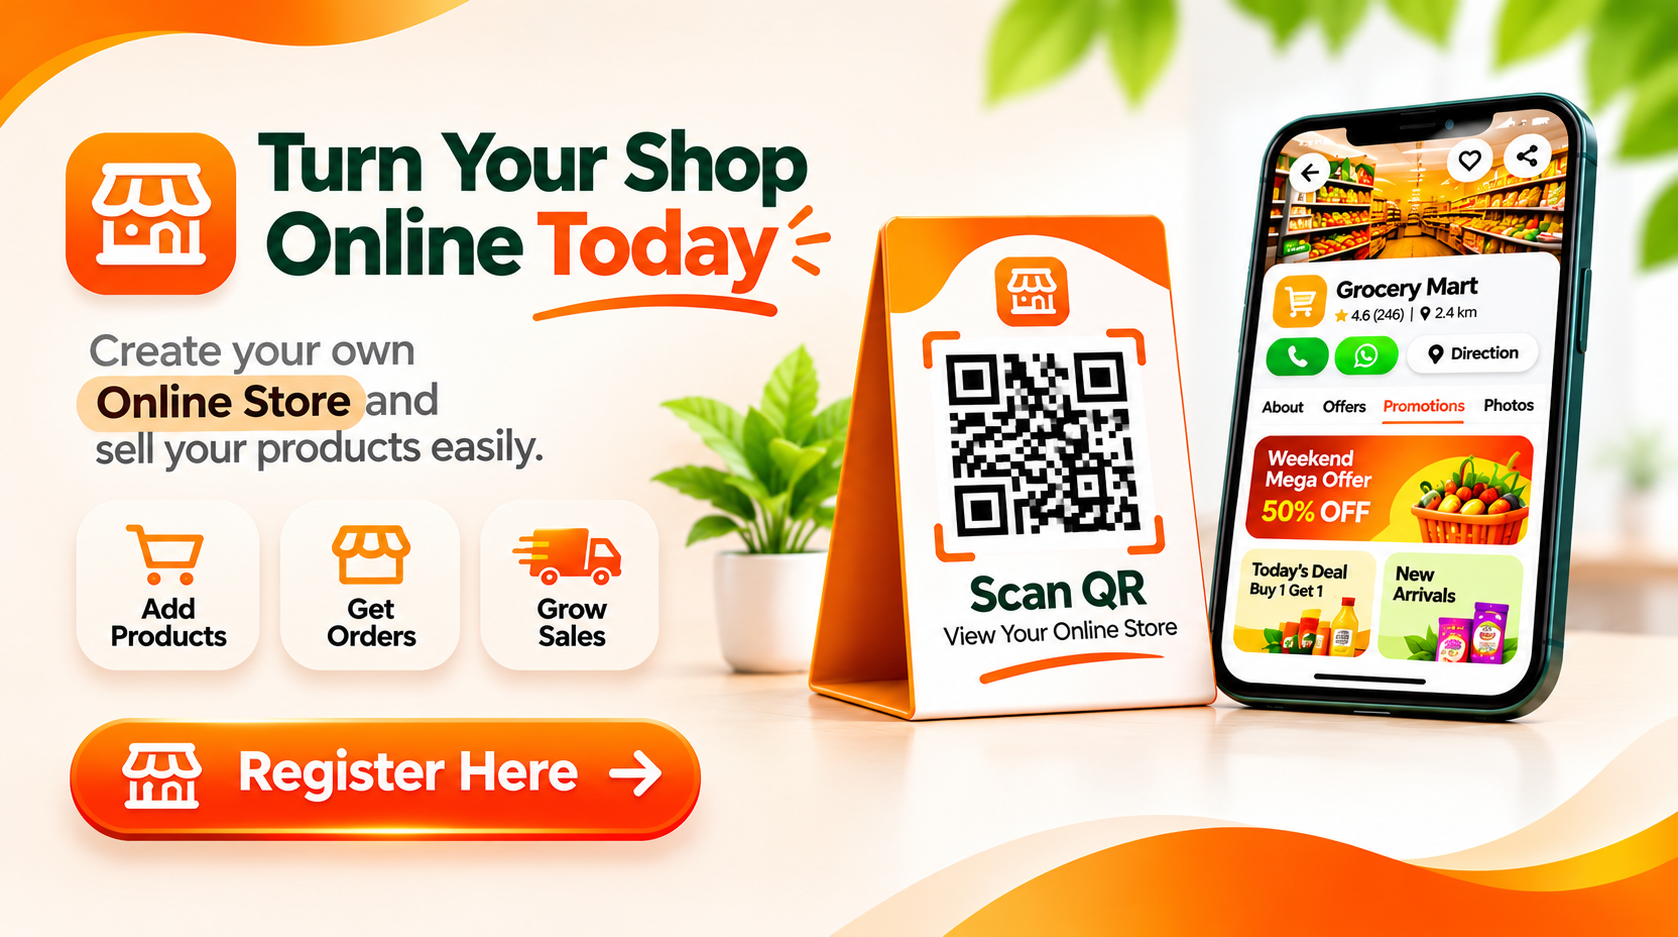 Turn Your Shop
Online Today
Create your own
Online Store and
sell your products easily.
Add
Products
Get
Orders
Grow
Sales
Register Here
Scan QR
View Your Online Store
Grocery Mart
4.6 (246) | 2.4 km
Direction
About Offers Promotions Photos
Weekend
Mega Offer
50% OFF
Today's Deal
Buy 1 Get 1
New
Arrivals